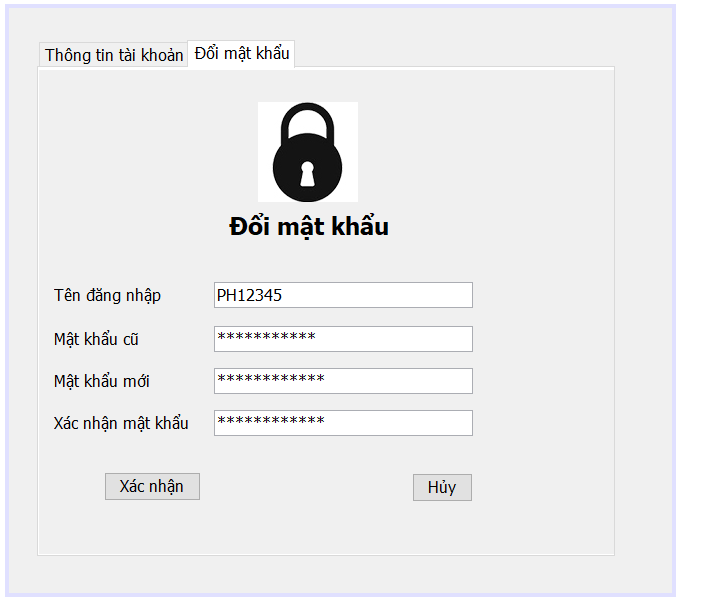 Thông tin tài khoản Đổi mật khẩu
Đổi mật khẩu
Tên đăng nhập PH12345
Mật khẩu cũ ***********
Mật khẩu mới ************
Xác nhận mật khẩu ************
Xác nhận Hủy